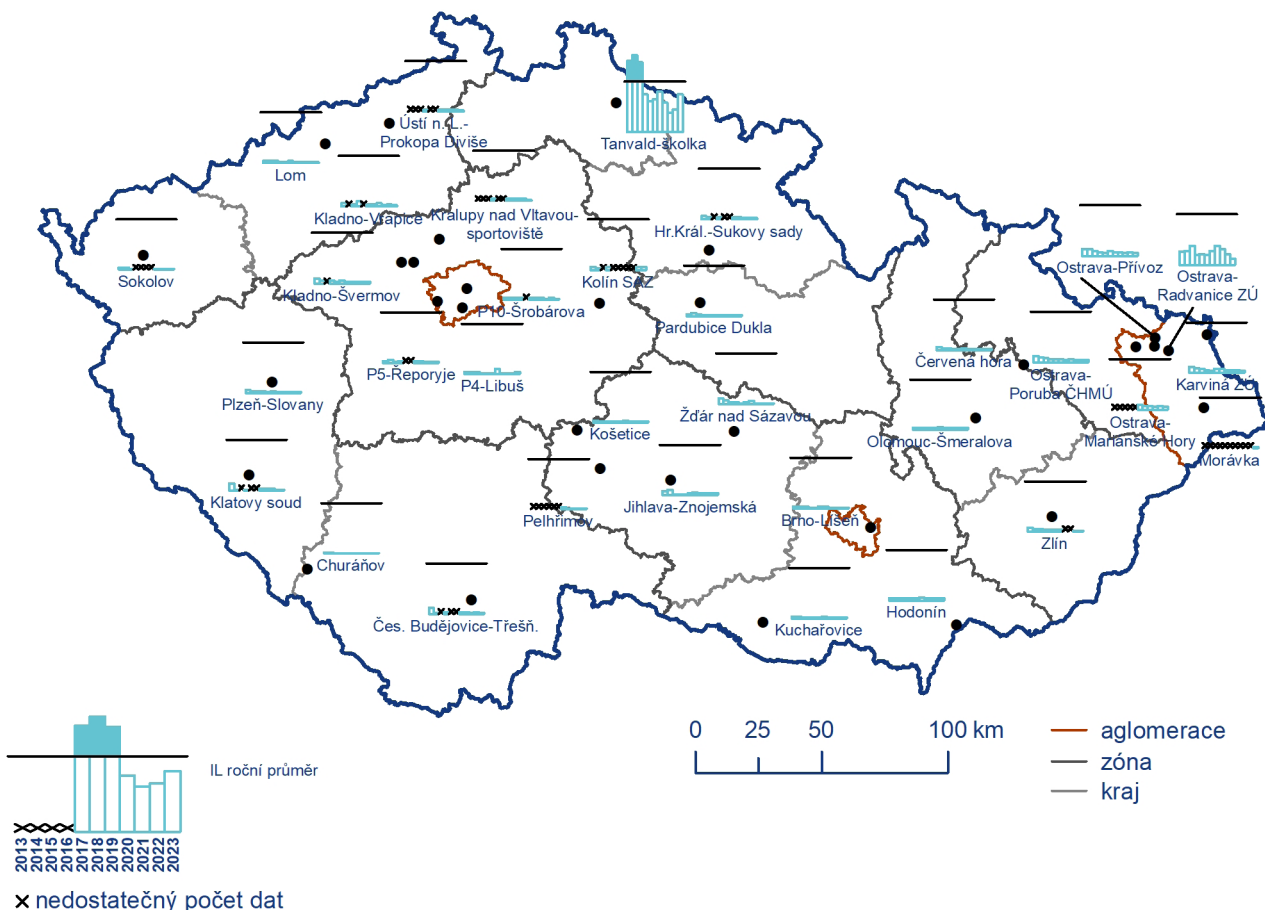 Ústí n. L.-
Prokopa Diviše
Tanvald-školka
Lom
Kladno-Vrapice
Kralupy nad Vltavou-
sportoviště
Hr.Král.-Sukovy sady
Sokolov
Kladno-Švermov
Kolín SAZ
P10-Šrobárova
Pardubice Dukla
Ostrava-Přívoz
Ostrava-
Radvanice ZÚ
Červená hora
Ostrava-
Poruba ČHMÚ
Karviná ZÚ
P5-Řeporyje
P4-Libuš
Plzeň-Slovany
Košetice
Žďár nad Sázavou
Olomouc-Šmeralova
Ostrava-
Mariánské Hory
Morávka
Klatovy soud
Pelhřimov
Jihlava-Znojemská
Brno-Líšeň
Zlín
Churáňov
Čes. Budějovice-Třešň.
Kuchařovice
Hodonín
IL roční průměr
2013
2014
2015
2016
2017
2018
2019
2020
2021
2022
2023
nedostatečný počet dat
0 25 50 100 km
aglomerace
zóna
kraj